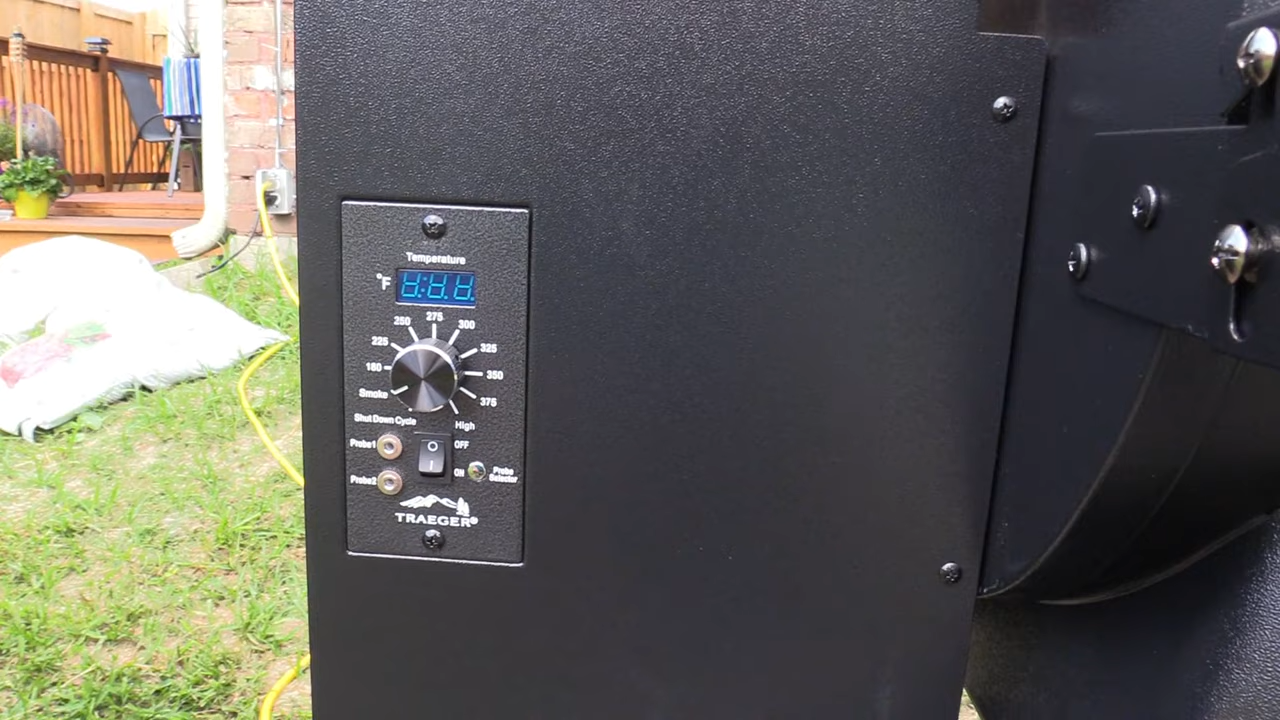 Temperature
°F
275
250
300
225
325
180
350
Smoke
375
Shut Down Cycle
High
Probe1
OFF
ON
Probe Selector
Probe2
TRAEGER®